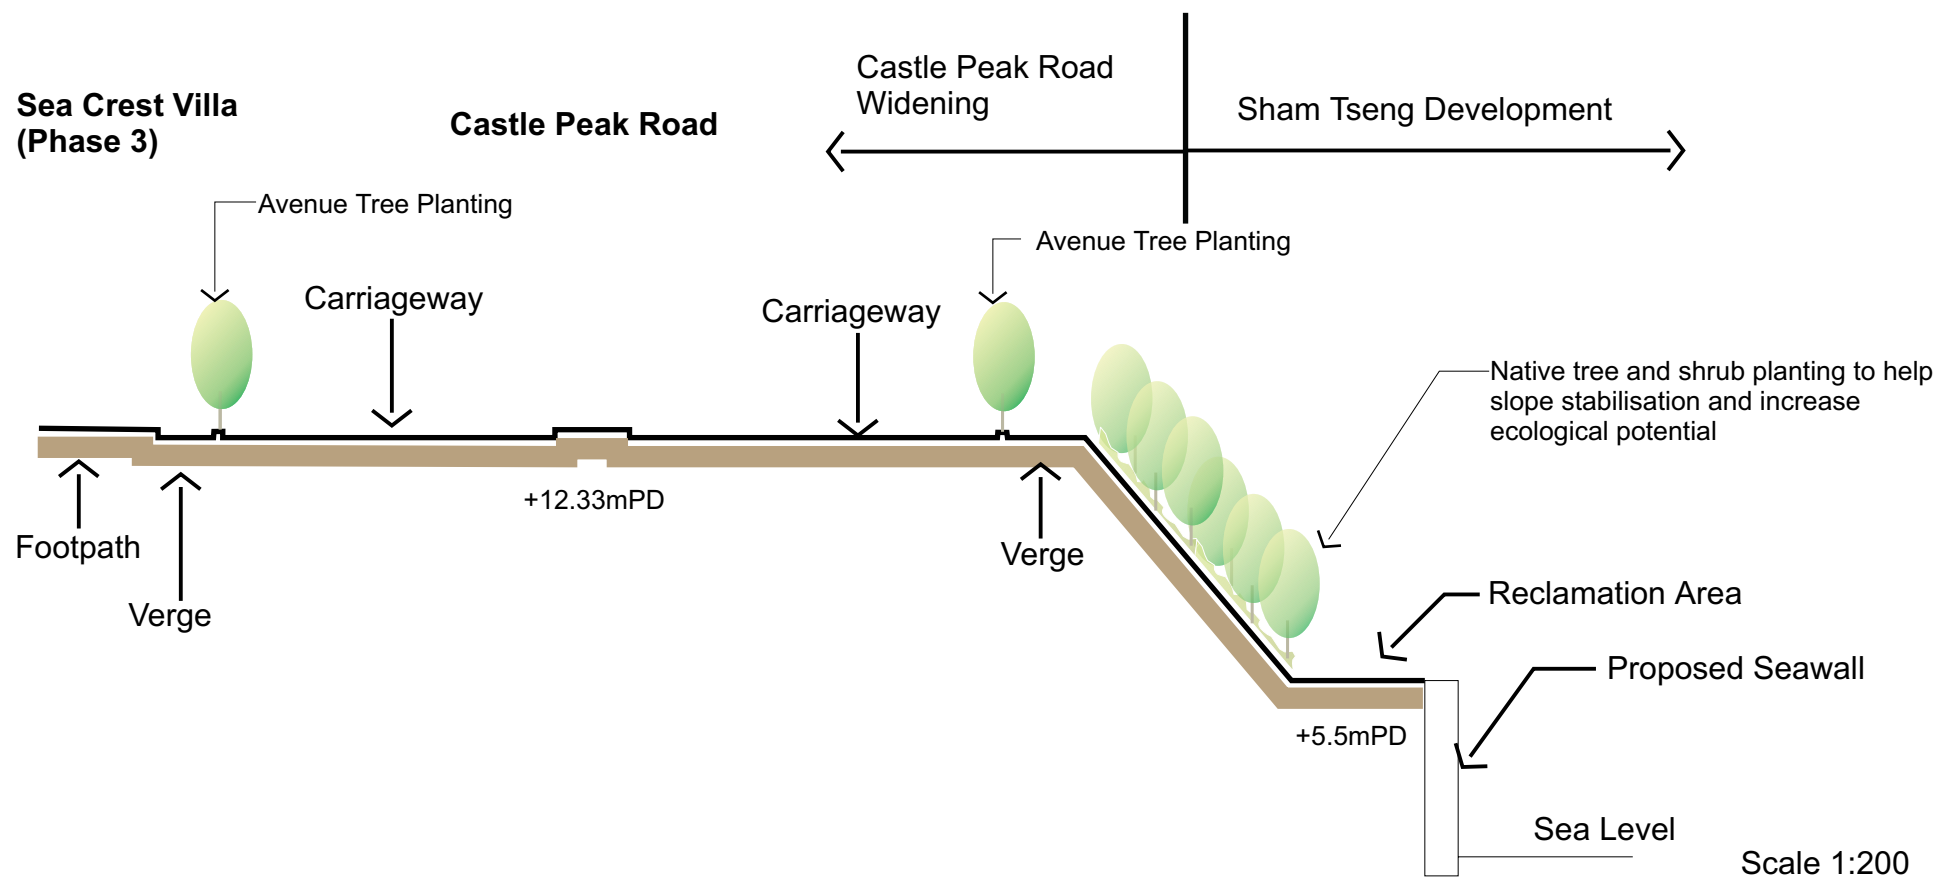 Sea Crest Villa
(Phase 3)
Castle Peak Road
Castle Peak Road
Widening
Sham Tseng Development
Avenue Tree Planting
Avenue Tree Planting
Carriageway
Carriageway
Native tree and shrub planting to help
slope stabilisation and increase
ecological potential
+12.33mPD
Footpath
Verge
Verge
Reclamation Area
Proposed Seawall
+5.5mPD
Sea Level
Scale 1:200